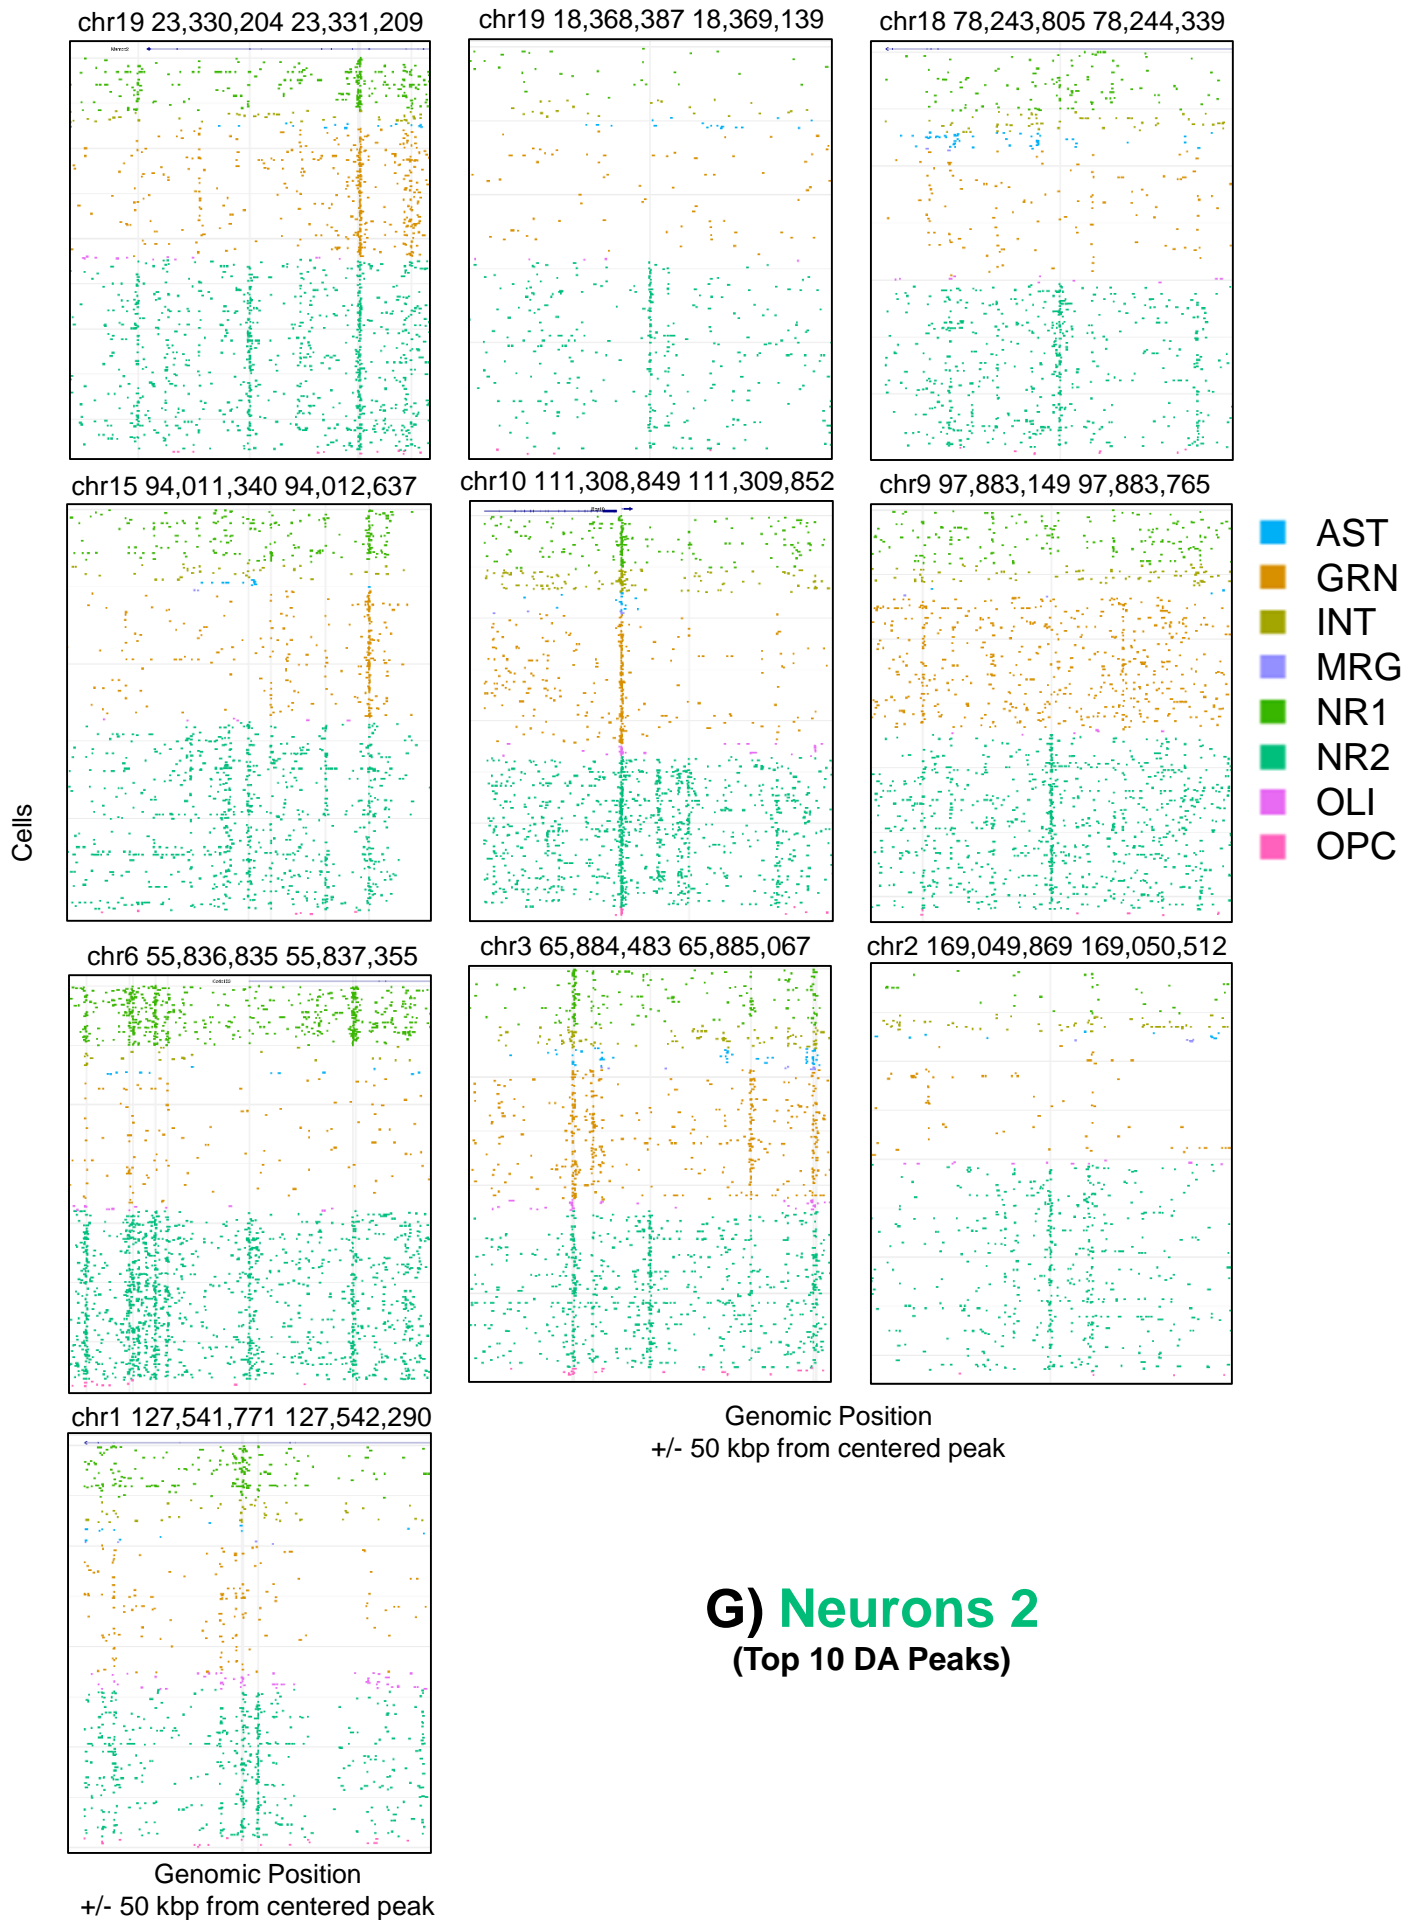 chr19 23,330,204 23,331,209
chr19 18,368,387 18,369,139
chr18 78,243,805 78,244,339
chr15 94,011,340 94,012,637
chr10 111,308,849 111,309,852
chr9 97,883,149 97,883,765
AST
GRN
INT
MRG
NR1
NR2
OLI
OPC
Cells
chr6 55,836,835 55,837,355
chr3 65,884,483 65,885,067
chr2 169,049,869 169,050,512
chr1 127,541,771 127,542,290
Genomic Position
+/- 50 kbp from centered peak
G) Neurons 2
(Top 10 DA Peaks)
Genomic Position
+/- 50 kbp from centered peak